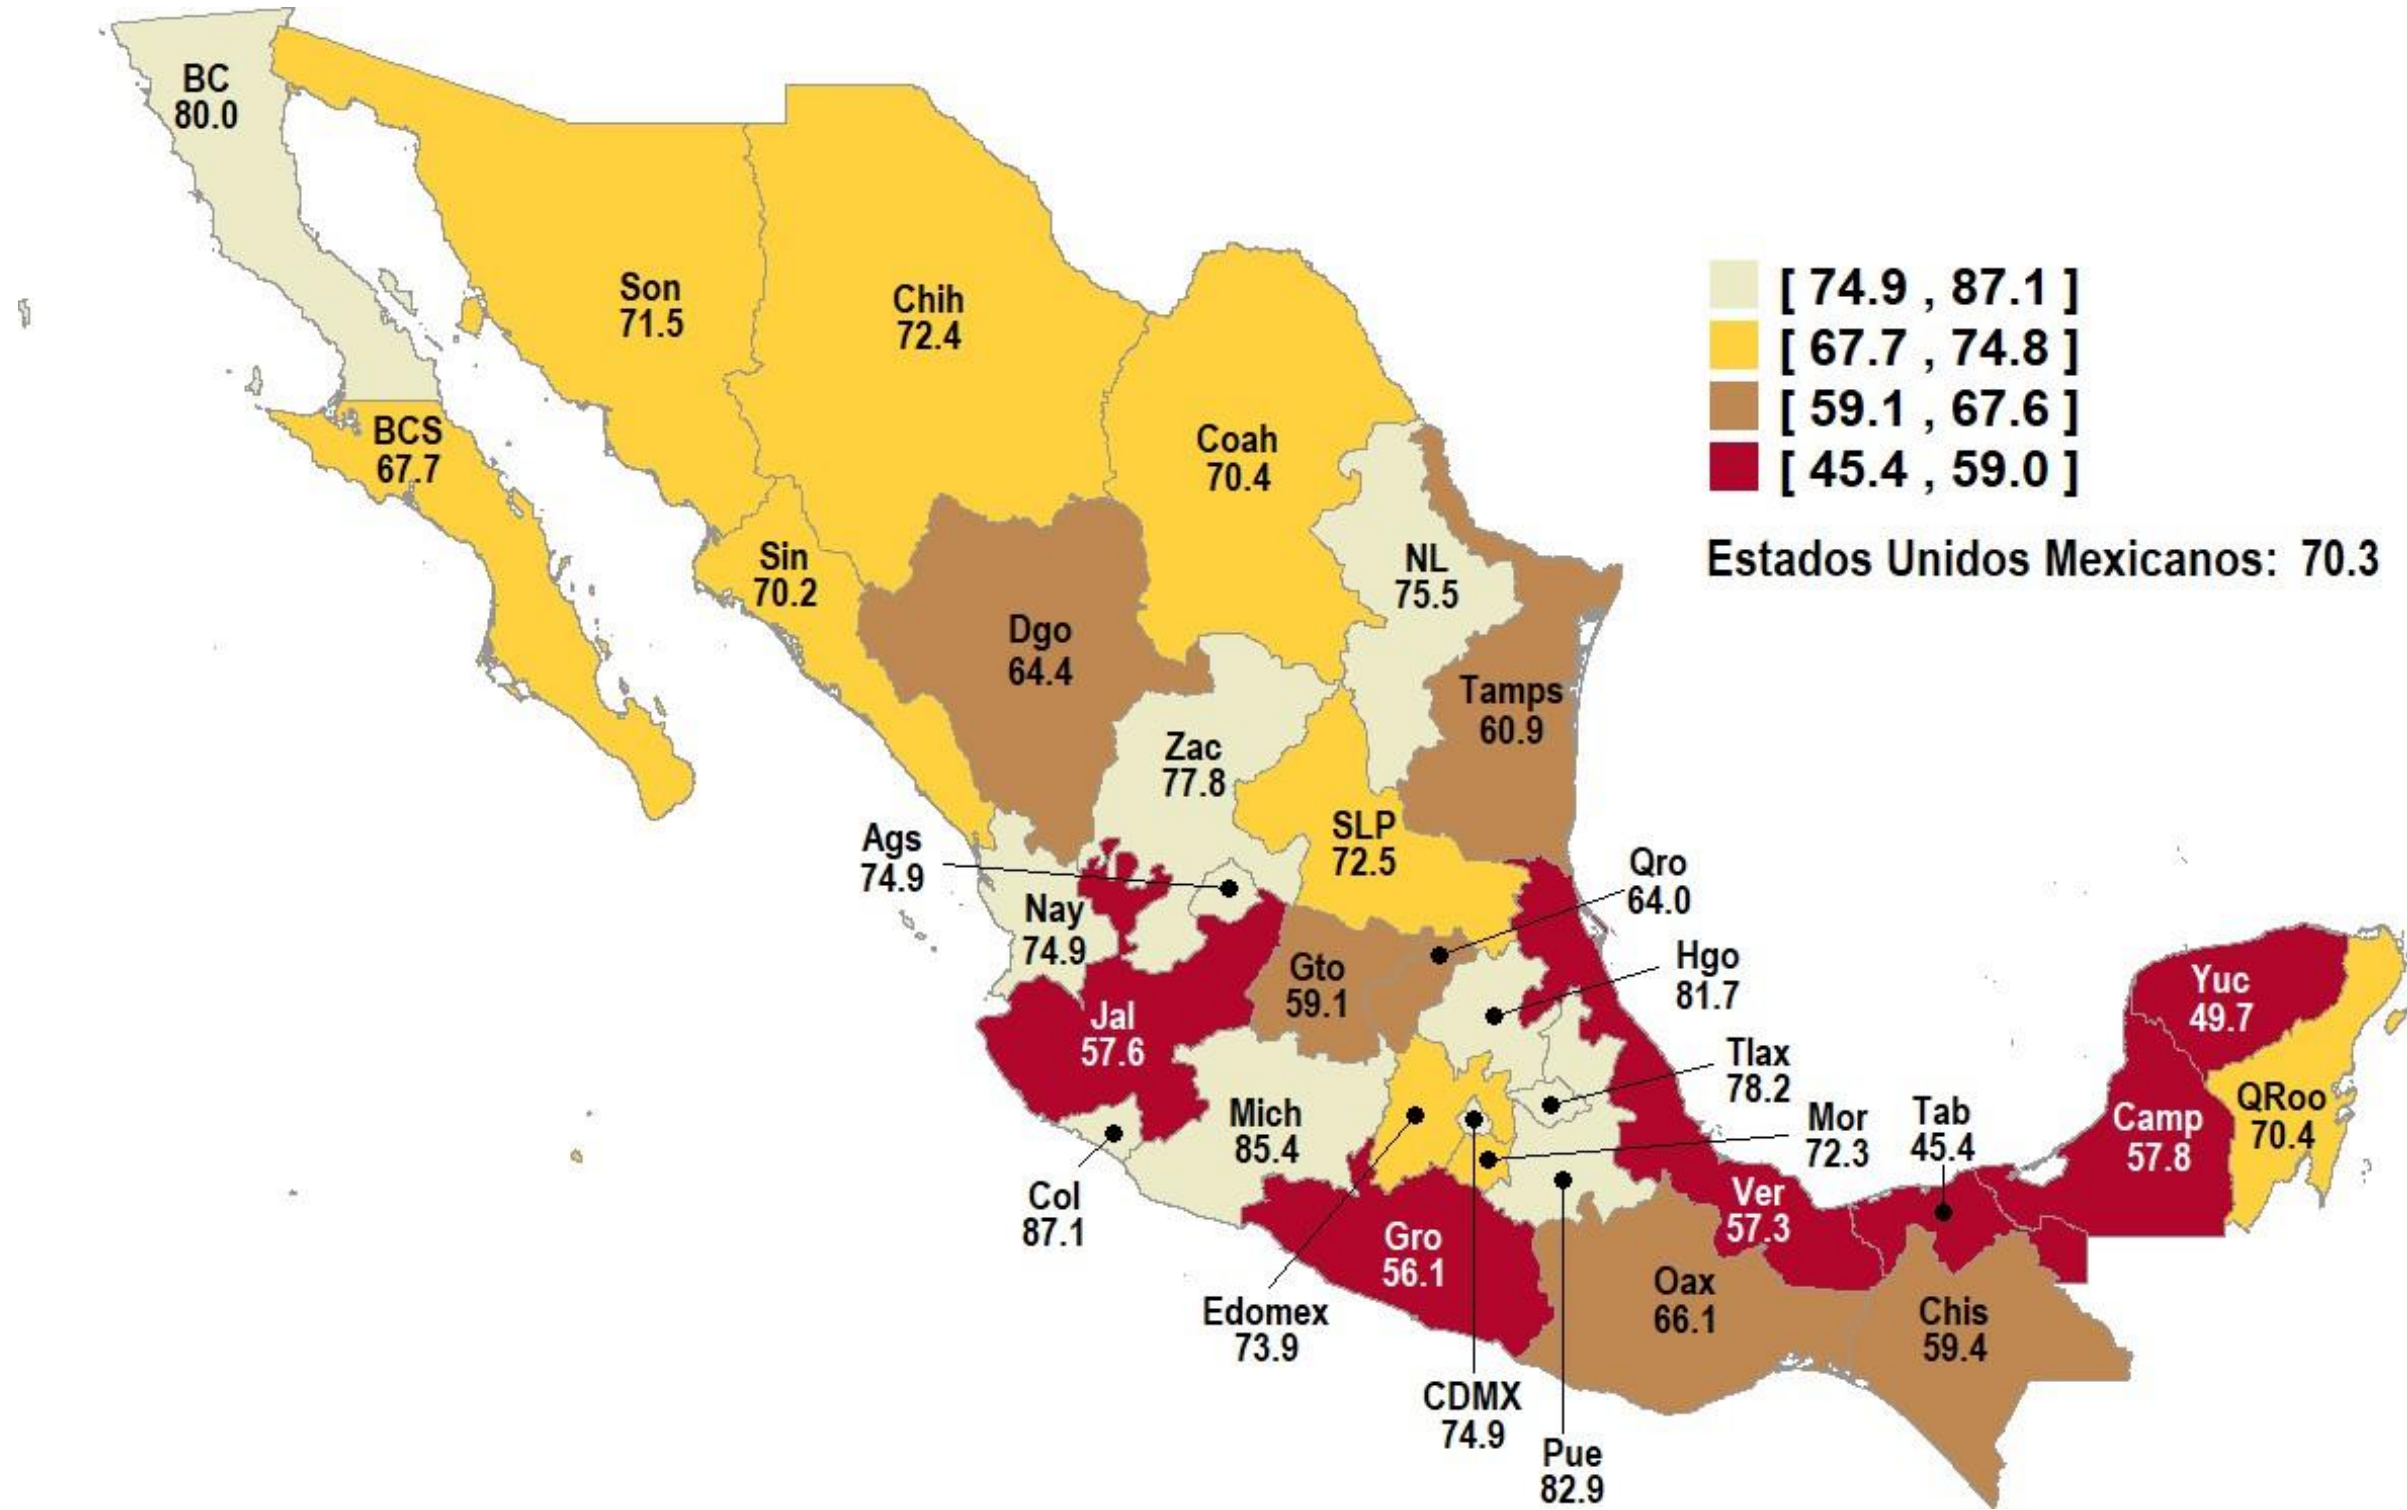 BC
80.0
Son
71.5
Chih
72.4
Coah
70.4
BCS
67.7
[ 74.9 , 87.1 ]
[ 67.7 , 74.8 ]
[ 59.1 , 67.6 ]
[ 45.4 , 59.0 ]
Estados Unidos Mexicanos: 70.3
NL
75.5
Sin
70.2
Dgo
64.4
Tamps
60.9
Zac
77.8
SLP
72.5
Ags
74.9
Qro
64.0
Nay
74.9
Gto
59.1
Hgo
81.7
Yuc
49.7
Jal
57.6
Tlax
78.2
Mich
85.4
Mor
72.3
Tab
45.4
Camp
57.8
QRoo
70.4
Col
87.1
Ver
57.3
Gro
56.1
Oax
66.1
Chis
59.4
Edomex
73.9
CDMX
74.9
Pue
82.9